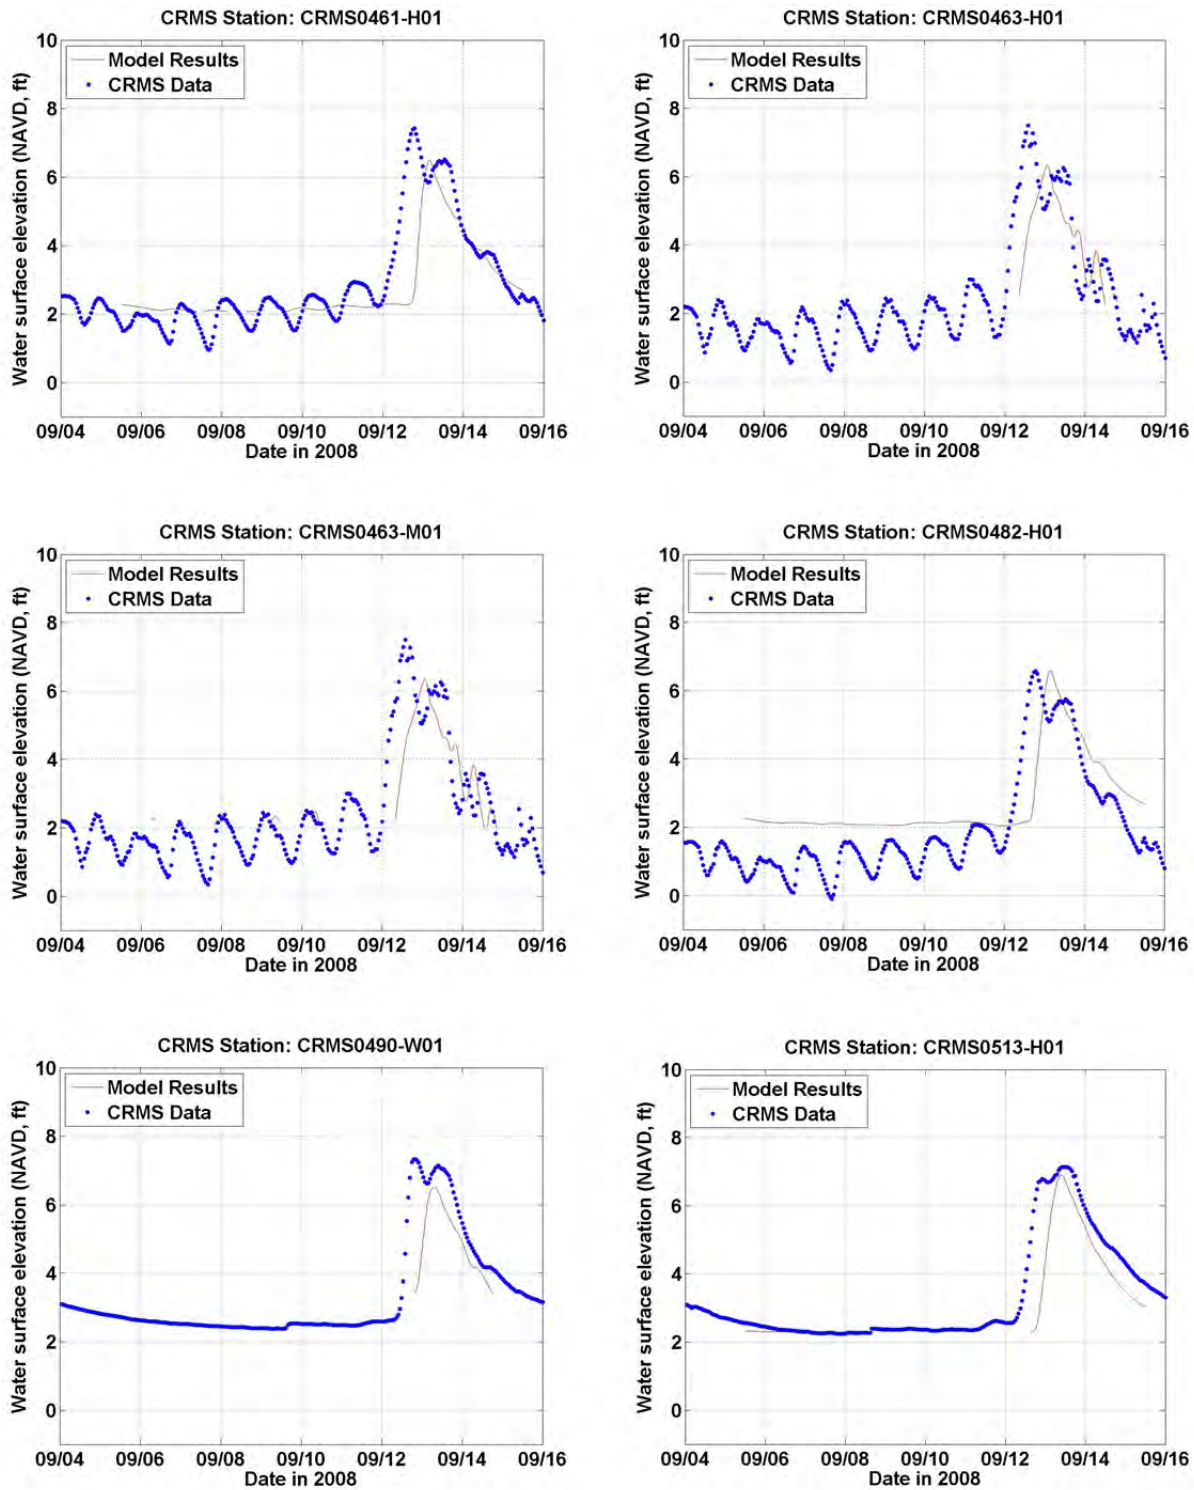 CRMS Station: CRMS0461-H01
Water surface elevation (NAVD, ft)
10
8
6
4
2
0
Model Results
CRMS Data
09/04 09/06 09/08 09/10 09/12 09/14 09/16
Date in 2008
CRMS Station: CRMS0463-H01
Water surface elevation (NAVD, ft)
10
8
6
4
2
0
Model Results
CRMS Data
09/04 09/06 09/08 09/10 09/12 09/14 09/16
Date in 2008
CRMS Station: CRMS0463-M01
Water surface elevation (NAVD, ft)
10
8
6
4
2
0
Model Results
CRMS Data
09/04 09/06 09/08 09/10 09/12 09/14 09/16
Date in 2008
CRMS Station: CRMS0482-H01
Water surface elevation (NAVD, ft)
10
8
6
4
2
0
Model Results
CRMS Data
09/04 09/06 09/08 09/10 09/12 09/14 09/16
Date in 2008
CRMS Station: CRMS0490-W01
Water surface elevation (NAVD, ft)
10
8
6
4
2
0
Model Results
CRMS Data
09/04 09/06 09/08 09/10 09/12 09/14 09/16
Date in 2008
CRMS Station: CRMS0513-H01
Water surface elevation (NAVD, ft)
10
8
6
4
2
0
Model Results
CRMS Data
09/04 09/06 09/08 09/10 09/12 09/14 09/16
Date in 2008